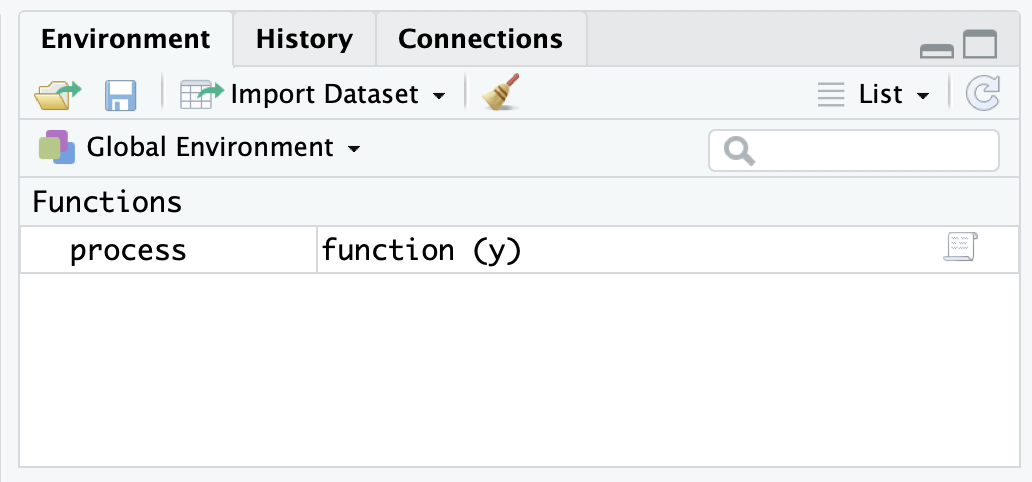 Environment History Connections
Import Dataset List
Global Environment
Functions
process function (y)